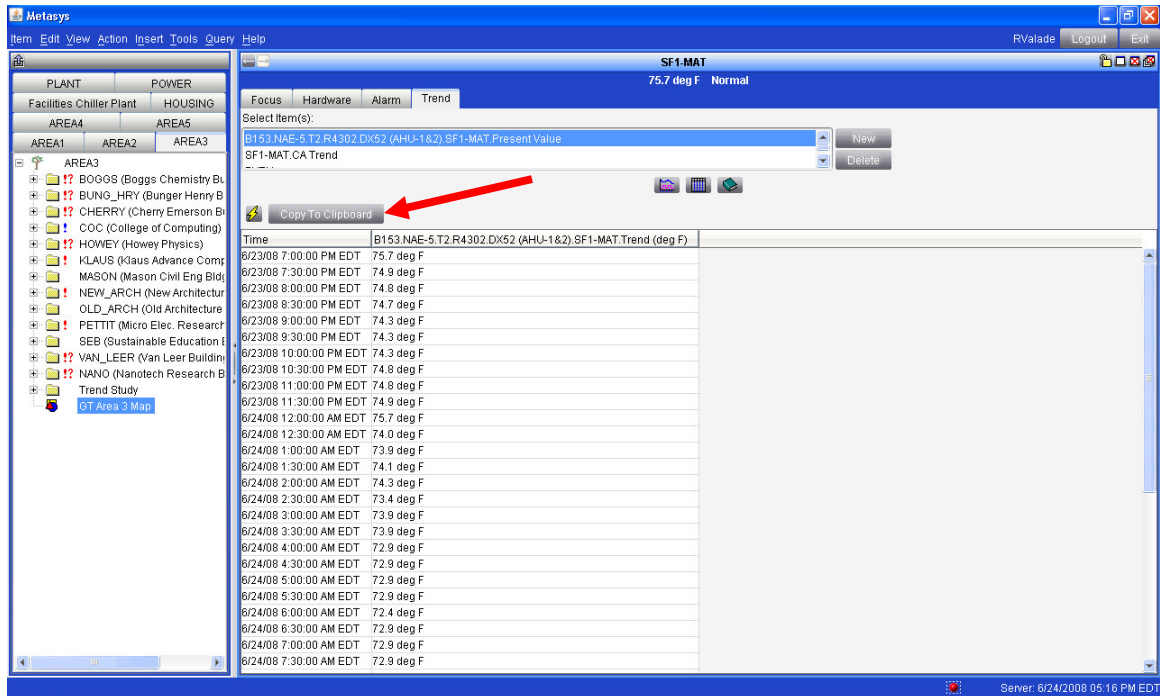 Metasys
Item Edit View Action Insert Tools Query Help
RValade Logout Exit
SF1-MAT
75.7 deg F Normal
PLANT POWER
Facilities Chiller Plant HOUSING
AREA4 AREA5
AREA1 AREA2 AREA3
AREA3
!? BOGGS (Boggs Chemistry Bu
!? BUNG_HRY (Bunger Henry B
!? CHERRY (Cherry Emerson Bi
! COC (College of Computing)
!? HOWEY (Howey Physics)
! KLAUS (Klaus Advance Comp
MASON (Mason Civil Eng Bldg
! NEW_ARCH (New Architectur
OLD_ARCH (Old Architecture
! PETTIT (Micro Elec. Research
SEB (Sustainable Education B
!? VAN_LEER (Van Leer Building
!? NANO (Nanotech Research B
Trend Study
GT Area 3 Map
Focus Hardware Alarm Trend
Select Item(s):
B153.NAE-5.T2.R4302.DX52 (AHU-1&2).SF1-MAT.Present Value
SF1-MAT.CA Trend
New
Delete
Copy To Clipboard
Time B153.NAE-5.T2.R4302.DX52 (AHU-1&2).SF1-MAT.Trend (deg F)
6/23/08 7:00:00 PM EDT 75.7 deg F
6/23/08 7:30:00 PM EDT 74.9 deg F
6/23/08 8:00:00 PM EDT 74.8 deg F
6/23/08 8:30:00 PM EDT 74.7 deg F
6/23/08 9:00:00 PM EDT 74.3 deg F
6/23/08 9:30:00 PM EDT 74.3 deg F
6/23/08 10:00:00 PM EDT 74.3 deg F
6/23/08 10:30:00 PM EDT 74.8 deg F
6/23/08 11:00:00 PM EDT 74.8 deg F
6/23/08 11:30:00 PM EDT 74.9 deg F
6/24/08 12:00:00 AM EDT 75.7 deg F
6/24/08 12:30:00 AM EDT 74.0 deg F
6/24/08 1:00:00 AM EDT 73.9 deg F
6/24/08 1:30:00 AM EDT 74.1 deg F
6/24/08 2:00:00 AM EDT 74.3 deg F
6/24/08 2:30:00 AM EDT 73.4 deg F
6/24/08 3:00:00 AM EDT 73.9 deg F
6/24/08 3:30:00 AM EDT 73.9 deg F
6/24/08 4:00:00 AM EDT 72.9 deg F
6/24/08 4:30:00 AM EDT 72.9 deg F
6/24/08 5:00:00 AM EDT 72.9 deg F
6/24/08 5:30:00 AM EDT 72.9 deg F
6/24/08 6:00:00 AM EDT 72.4 deg F
6/24/08 6:30:00 AM EDT 72.9 deg F
6/24/08 7:00:00 AM EDT 72.9 deg F
6/24/08 7:30:00 AM EDT 72.9 deg F
Server: 6/24/2008 05:16 PM EDT